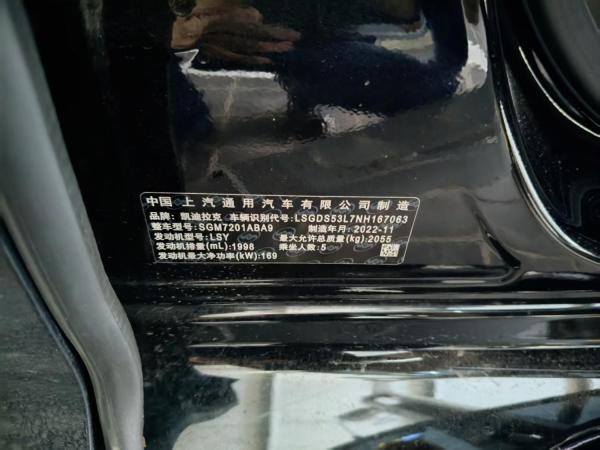 中国 上汽通用汽车有限公司制造
品牌: 凯迪拉克 车辆识别代号: LSGDS53L7NH167063
整车型号: SGM7201ABA9 制造年月: 2022-11
发动机型号: LSY 最大允许总质量(kg): 2055
发动机排量(mL): 1998 乘坐人数: 5
发动机最大净功率(kW): 169